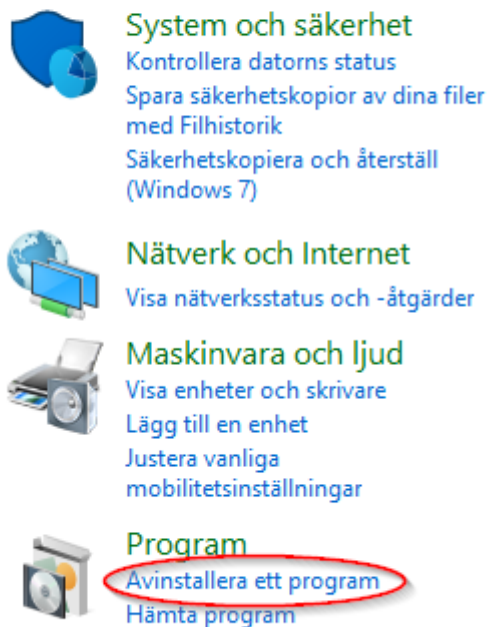 System och säkerhet
Kontrollera datorns status
Spara säkerhetskopior av dina filer
med Filhistorik
Säkerhetskopiera och återställ
(Windows 7)
Nätverk och Internet
Visa nätverksstatus och -åtgärder
Maskinvara och ljud
Visa enheter och skrivare
Lägg till en enhet
Justera vanliga
mobilitetsinställningar
Program
Avinstallera ett program
Hämta program